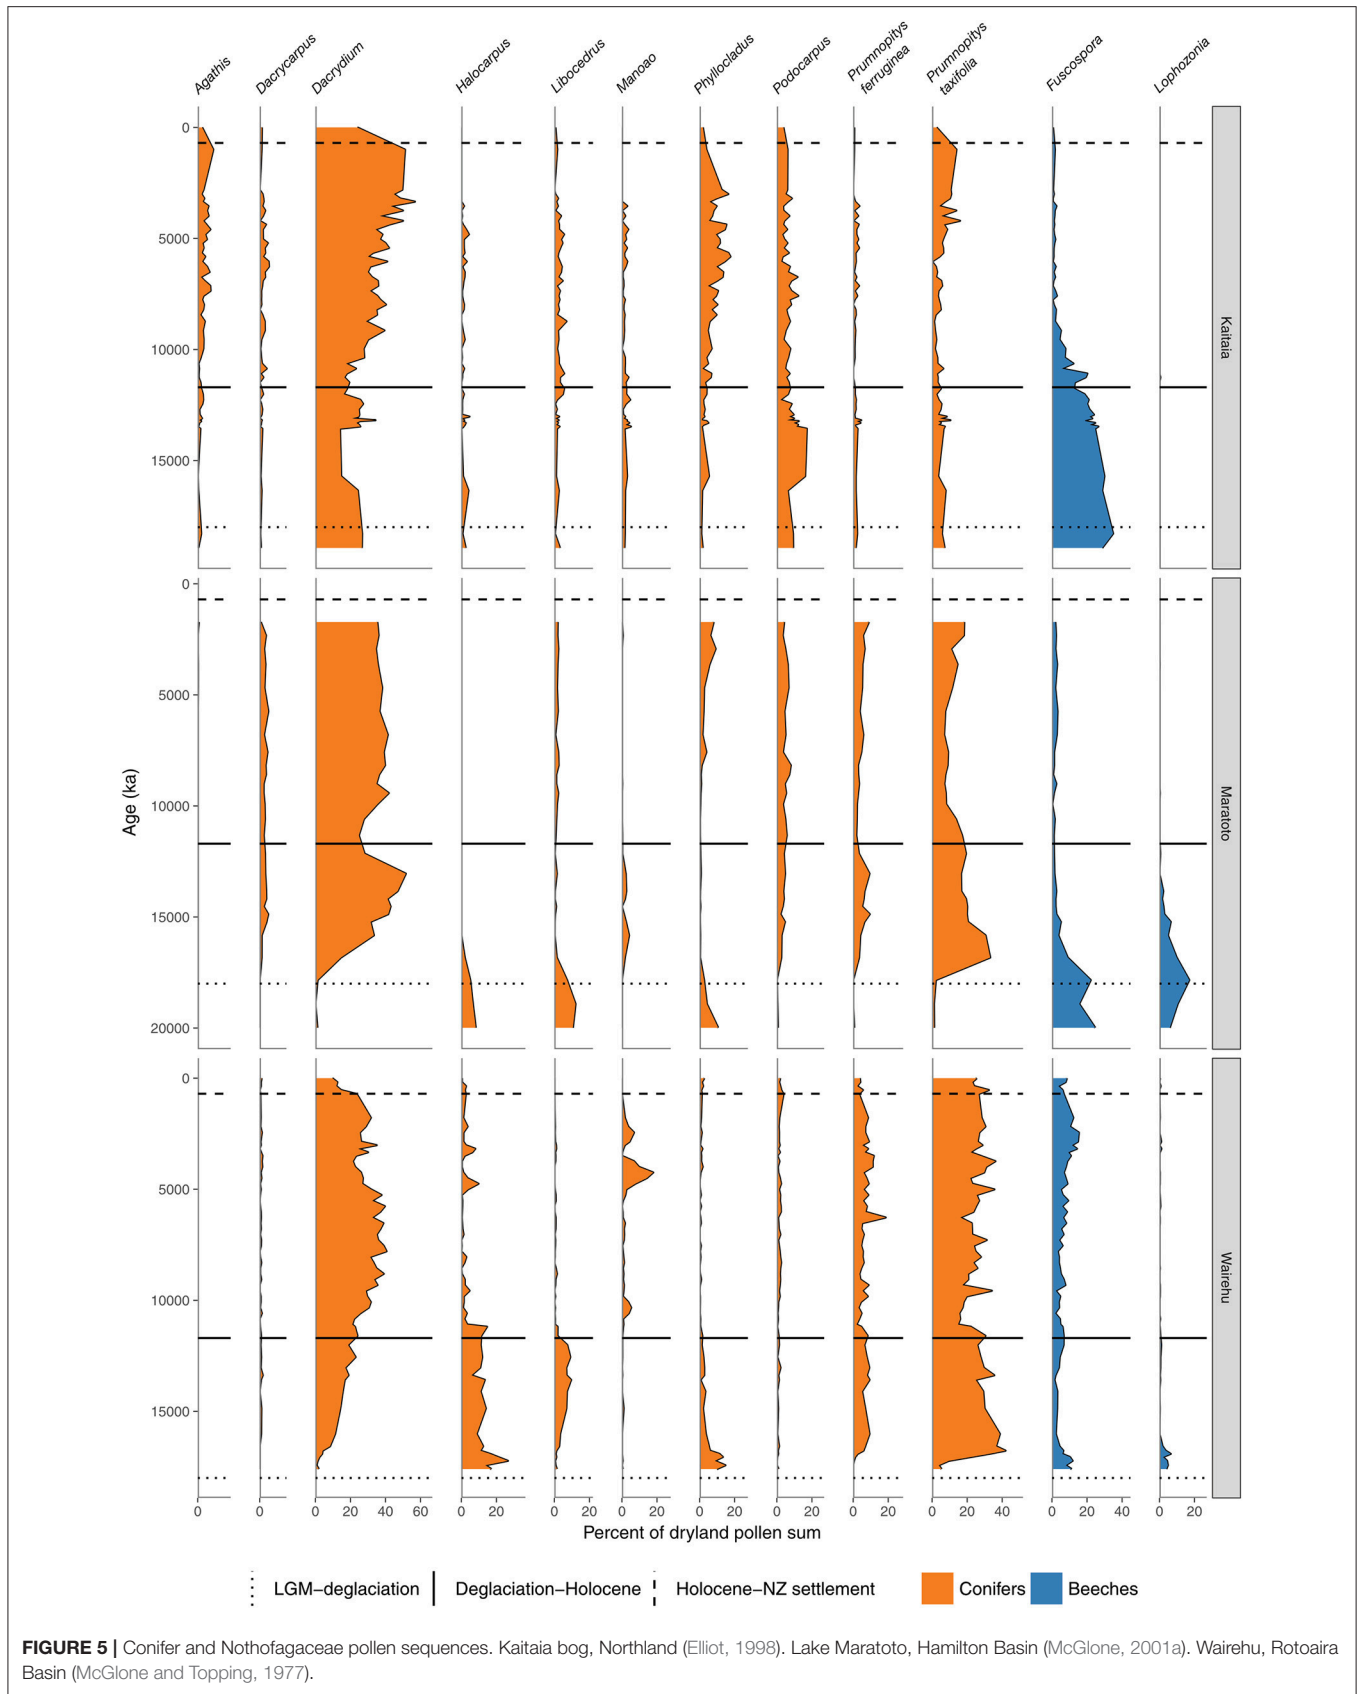 Agathis
Dacrycarpus
Dacrydium
Halocarpus
Libocedrus
Manoao
Phyllocladus
Podocarpus
Prumnopitys
ferruginea
Prumnopitys
taxifolia
Fuscospora
Lophozonia
0
5000
10000
15000
Kaitaia
0
5000
10000
15000
20000
Maratoto
Age (ka)
0
5000
10000
15000
Wairehu
0 0 0 20 40 60 0 20 0 20 0 20 0 20 0 20 0 20 0 20 40 0 20 40 0 20
Percent of dryland pollen sum
LGM–deglaciation Deglaciation–Holocene Holocene–NZ settlement Conifers Beeches
FIGURE 5 | Conifer and Nothofagaceae pollen sequences. Kaitaia bog, Northland (Elliot, 1998). Lake Maratoto, Hamilton Basin (McGlone, 2001a). Wairehu, Rotoaira
Basin (McGlone and Topping, 1977).